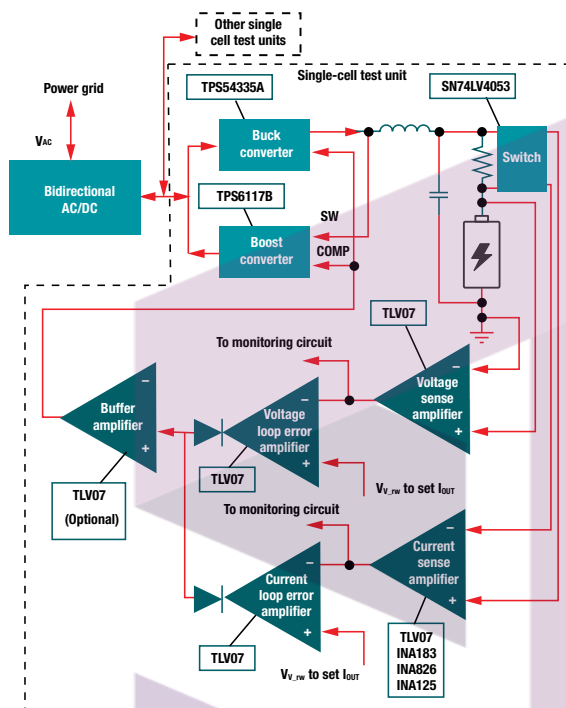 Other single
cell test units
Single-cell test unit
Power grid
TPS54335A
SN74LV4053
VAC
Buck
converter
Switch
Bidirectional
AC/DC
TPS6117B
Boost
converter
SW
COMP
TLV07
To monitoring circuit
−
Voltage
sense
amplifier
+
−
Buffer
amplifier
+
−
Voltage
loop error
amplifier
+
TLV07
(Optional)
TLV07
VV_rw to set IOUT
To monitoring circuit
−
Current
sense
amplifier
+
−
Current
loop error
amplifier
+
TLV07
TLV07
INA183
INA826
INA125
VV_rw to set IOUT